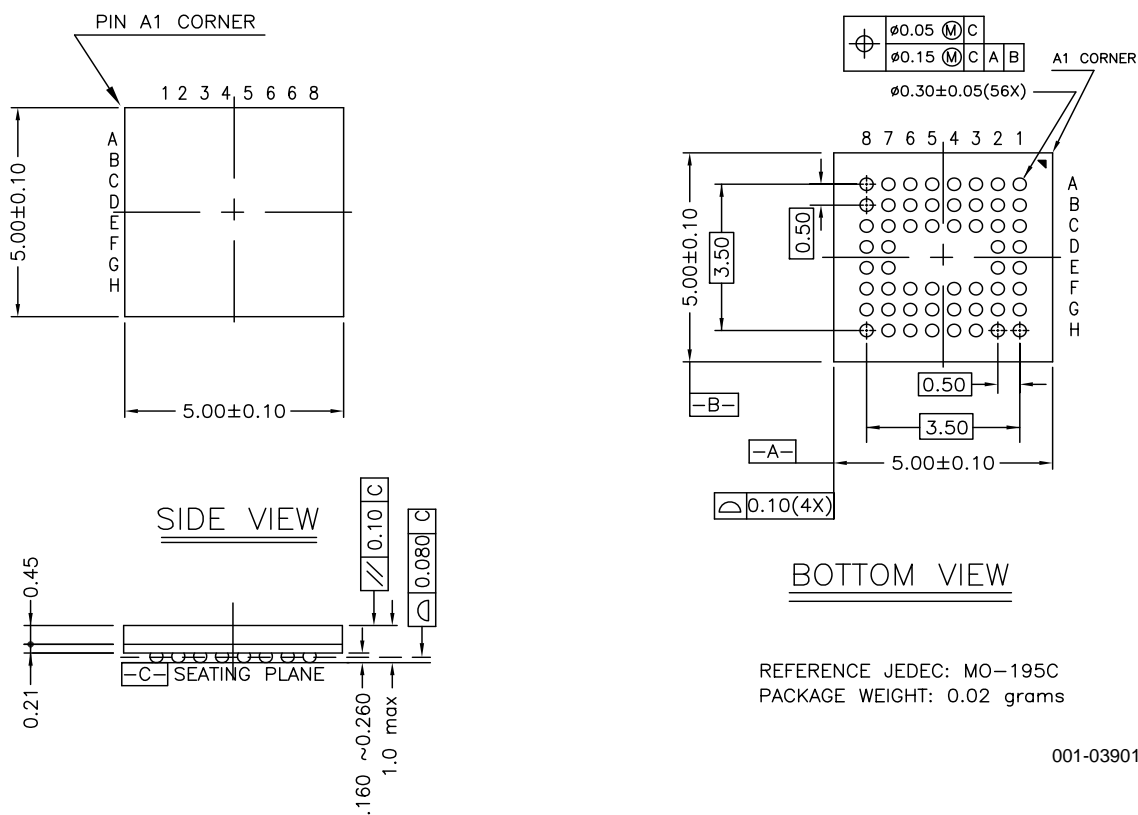 PIN A1 CORNER
1 2 3 4 5 6 6 8
A
B
C
D
E
F
G
H
5.00±0.10
5.00±0.10
ø0.05 Ⓜ C
ø0.15 Ⓜ C A B
A1 CORNER
ø0.30±0.05(56X)
8 7 6 5 4 3 2 1
A
B
C
D
E
F
G
H
5.00±0.10
3.50
0.50
0.50
3.50
5.00±0.10
-B-
-A-
0.10(4X)
SIDE VIEW
0.45
0.21
// 0.10 C
0.080 C
-C- SEATING PLANE
.160 ~0.260
1.0 max
BOTTOM VIEW
REFERENCE JEDEC: MO-195C
PACKAGE WEIGHT: 0.02 grams
001-03901